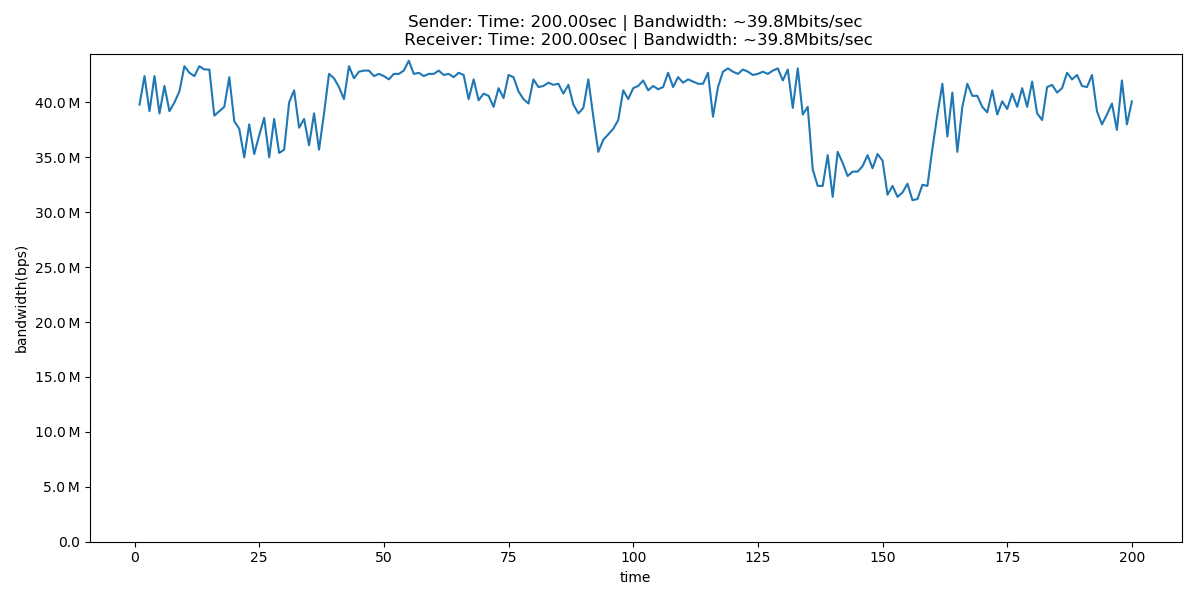 Sender: Time: 200.00sec | Bandwidth: ~39.8Mbits/sec
Receiver: Time: 200.00sec | Bandwidth: ~39.8Mbits/sec
40.0 M
35.0 M
30.0 M
25.0 M
20.0 M
15.0 M
10.0 M
5.0 M
0.0
bandwidth(bps)
0 25 50 75 100 125 150 175 200
time